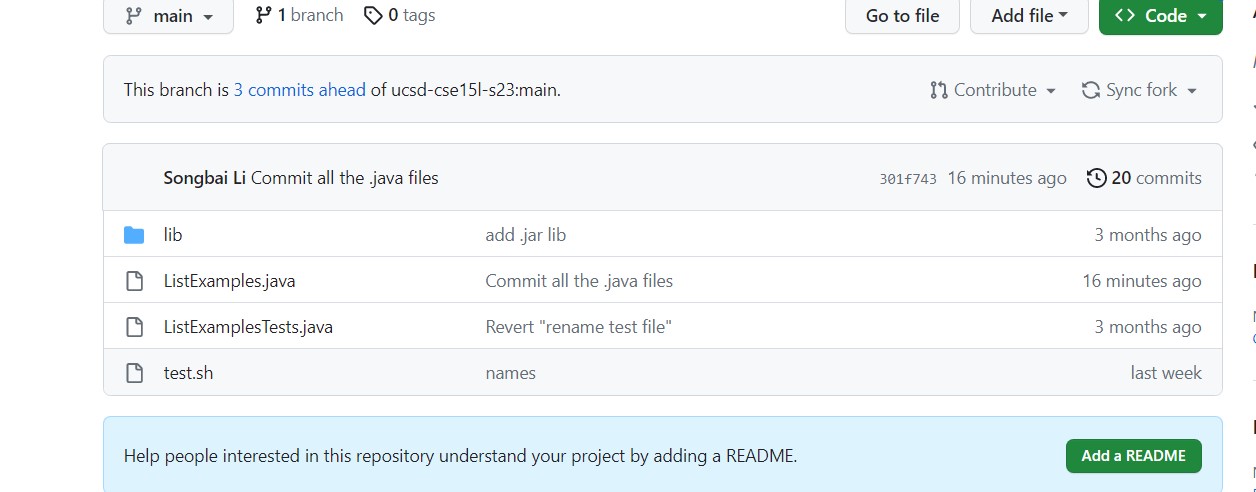 main 1 branch 0 tags Go to file Add file Code
This branch is 3 commits ahead of ucsd-cse15l-s23:main. Contribute Sync fork
Songbai Li Commit all the .java files 301f743 16 minutes ago 20 commits
lib add .jar lib 3 months ago
ListExamples.java Commit all the .java files 16 minutes ago
ListExamplesTests.java Revert "rename test file" 3 months ago
test.sh names last week
Help people interested in this repository understand your project by adding a README. Add a README